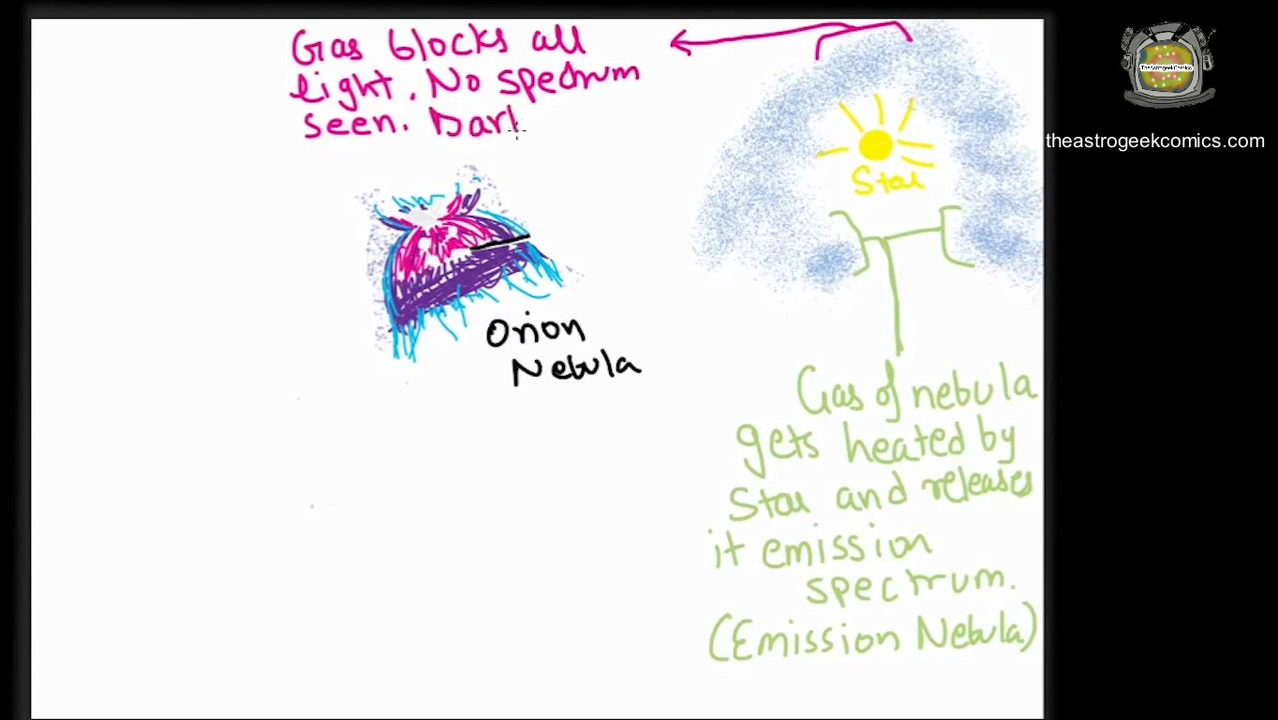 Gas blocks all
light. No spectrum
seen. Dark
Star
Orion
Nebula
Gas of nebula
gets heated by
Star and releases
it emission
spectrum.
(Emission Nebula)
TheAstrogeekComics
theastrogeekcomics.com